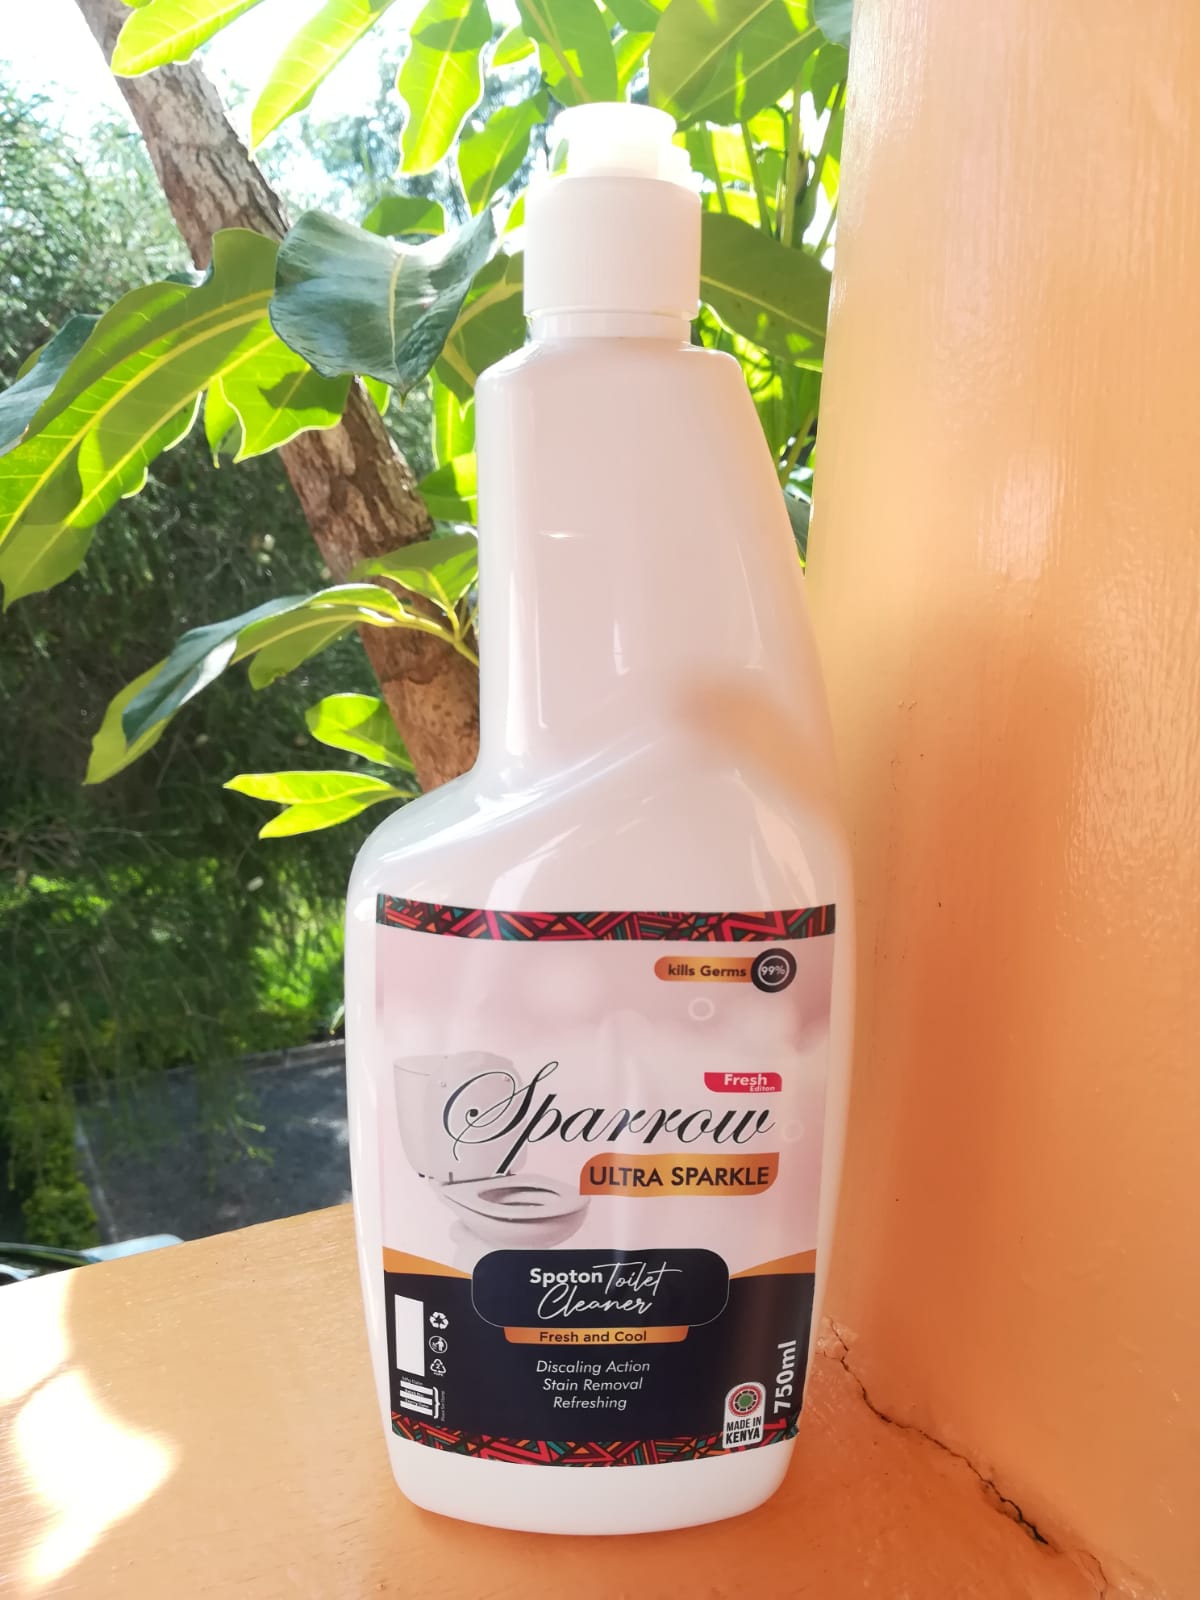 kills Germs 99%
Fresh
Editon
Sparrow
ULTRA SPARKLE
Spoton Toilet
Cleaner
Fresh and Cool
Discaling Action
Stain Removal
Refreshing
750ml
MADE IN
KENYA